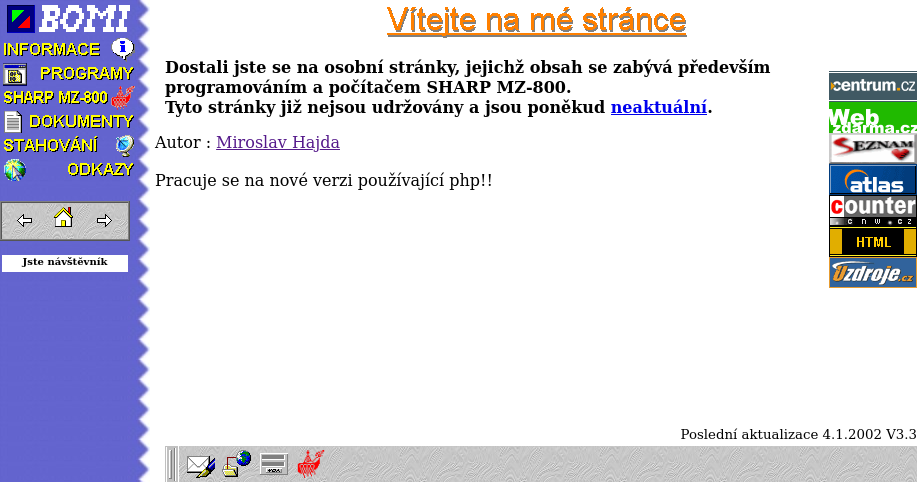 BOMI
INFORMACE
PROGRAMY
SHARP MZ-800
DOKUMENTY
STAHOVÁNÍ
ODKAZY
Jste návštěvník
Vítejte na mé stránce
Dostali jste se na osobní stránky, jejichž obsah se zabývá především
programováním a počítačem SHARP MZ-800.
Tyto stránky již nejsou udržovány a jsou poněkud neaktuální.
Autor : Miroslav Hajda
Pracuje se na nové verzi používající php!!
centrum.cz
Web
zdarma.cz
SEZNAM
atlas
counter
cnw.cz
HTML
Uzdroje.cz
Poslední aktualizace 4.1.2002 V3.3